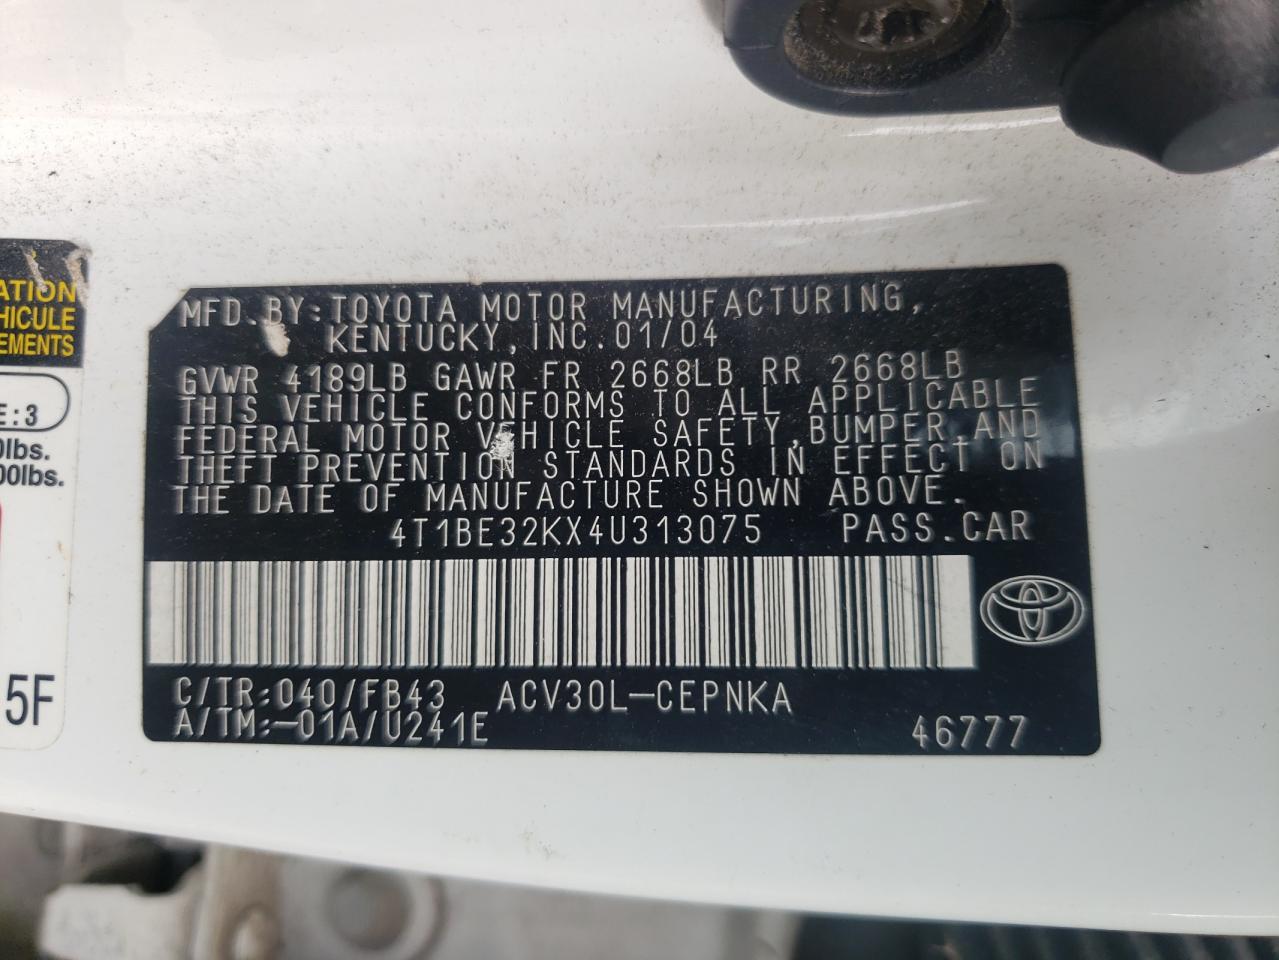 ATION
HICULE
EMENTS
E:3
0lbs.
00lbs.
5F
MFD.BY:TOYOTA MOTOR MANUFACTURING,
KENTUCKY,INC.01/04
GVWR 4189LB GAWR FR 2668LB RR 2668LB
THIS VEHICLE CONFORMS TO ALL APPLICABLE
FEDERAL MOTOR VEHICLE SAFETY,BUMPER,AND
THEFT PREVENTION STANDARDS IN EFFECT ON
THE DATE OF MANUFACTURE SHOWN ABOVE.
4T1BE32KX4U313075 PASS.CAR
C/TR:040/FB43 ACV30L-CEPNKA
A/TM:-01A/U241E 46777